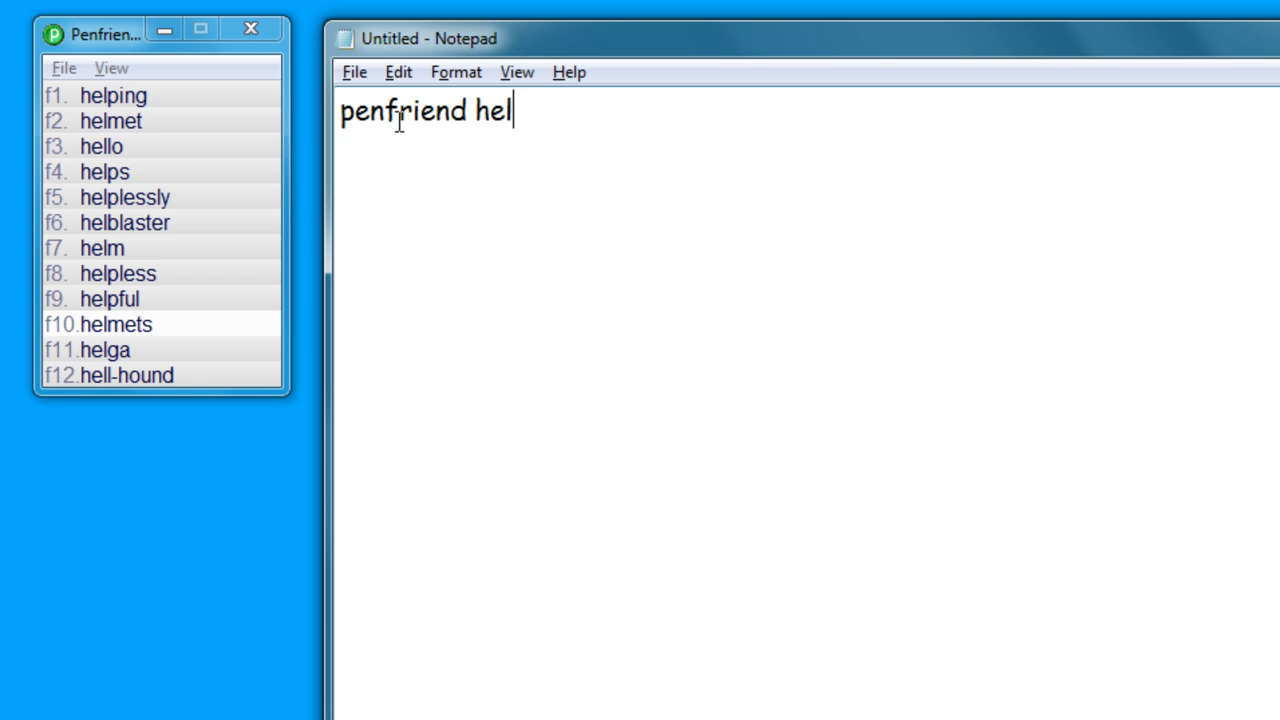 Penfrien...
File View
f1. helping
f2. helmet
f3. hello
f4. helps
f5. helplessly
f6. helblaster
f7. helm
f8. helpless
f9. helpful
f10. helmets
f11. helga
f12. hell-hound
Untitled - Notepad
File Edit Format View Help
penfriend hel